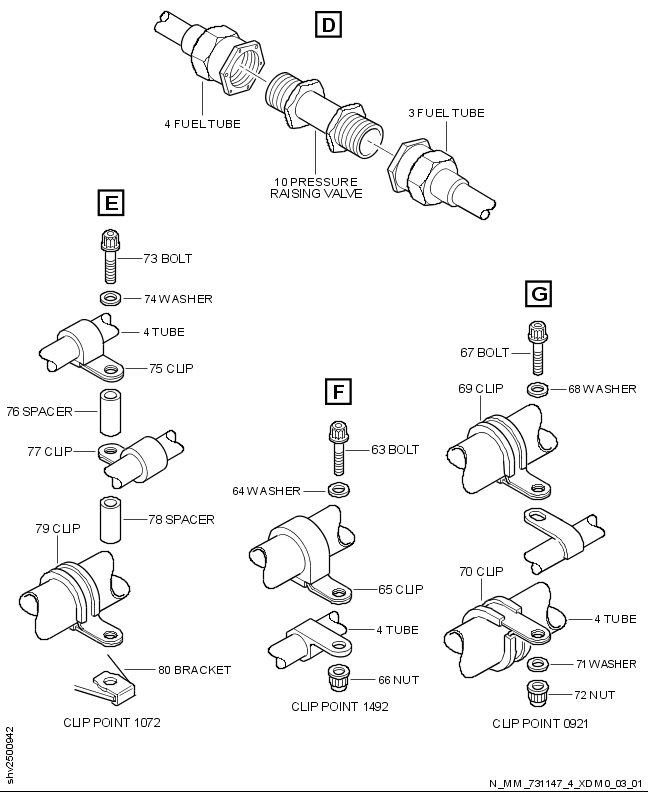 D
4 FUEL TUBE
3 FUEL TUBE
10 PRESSURE
RAISING VALVE
E
73 BOLT
74 WASHER
4 TUBE
75 CLIP
76 SPACER
77 CLIP
78 SPACER
79 CLIP
80 BRACKET
CLIP POINT 1072
F
63 BOLT
64 WASHER
65 CLIP
4 TUBE
66 NUT
CLIP POINT 1492
G
67 BOLT
68 WASHER
69 CLIP
70 CLIP
4 TUBE
71 WASHER
72 NUT
CLIP POINT 0921
shv2500942
N_MM_731147_4_XDM0_03_01